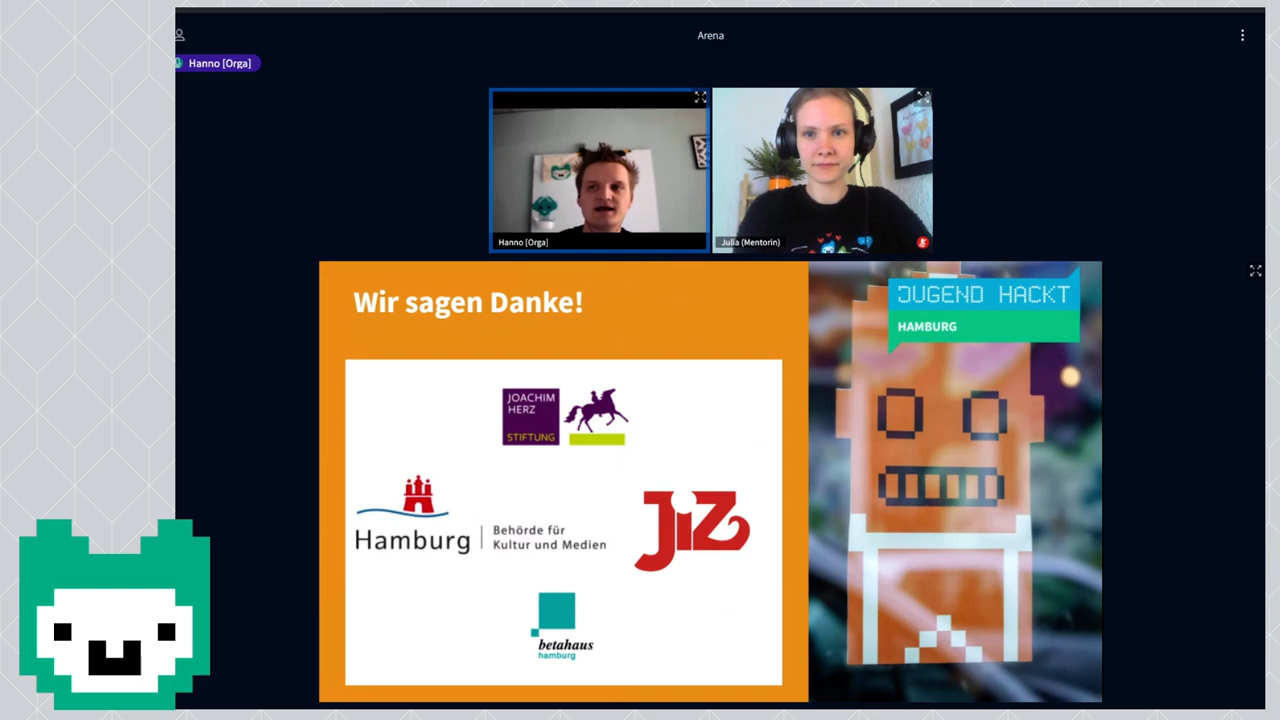 Arena
Hanno [Orga]
Hanno [Orga]
Julia (Mentorin)
Wir sagen Danke!
JUGEND HACKT
HAMBURG
JOACHIM
HERZ
STIFTUNG
Hamburg
Behörde für
Kultur und Medien
JiZ
betahaus
hamburg